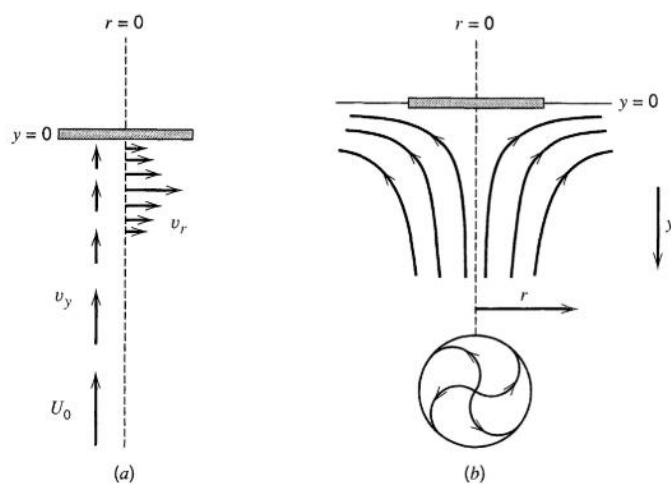 r = 0
y = 0
v_r
v_y
U_0
(a)
r = 0
y = 0
y
r
(b)